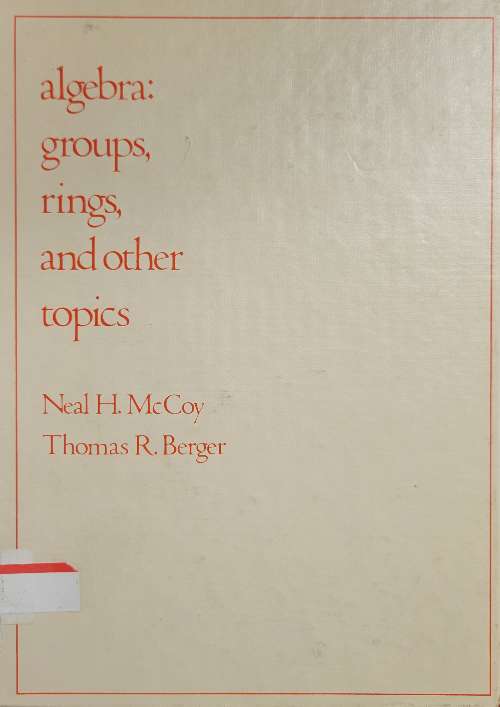 algebra:
groups,
rings,
and other
topics
Neal H. McCoy
Thomas R. Berger